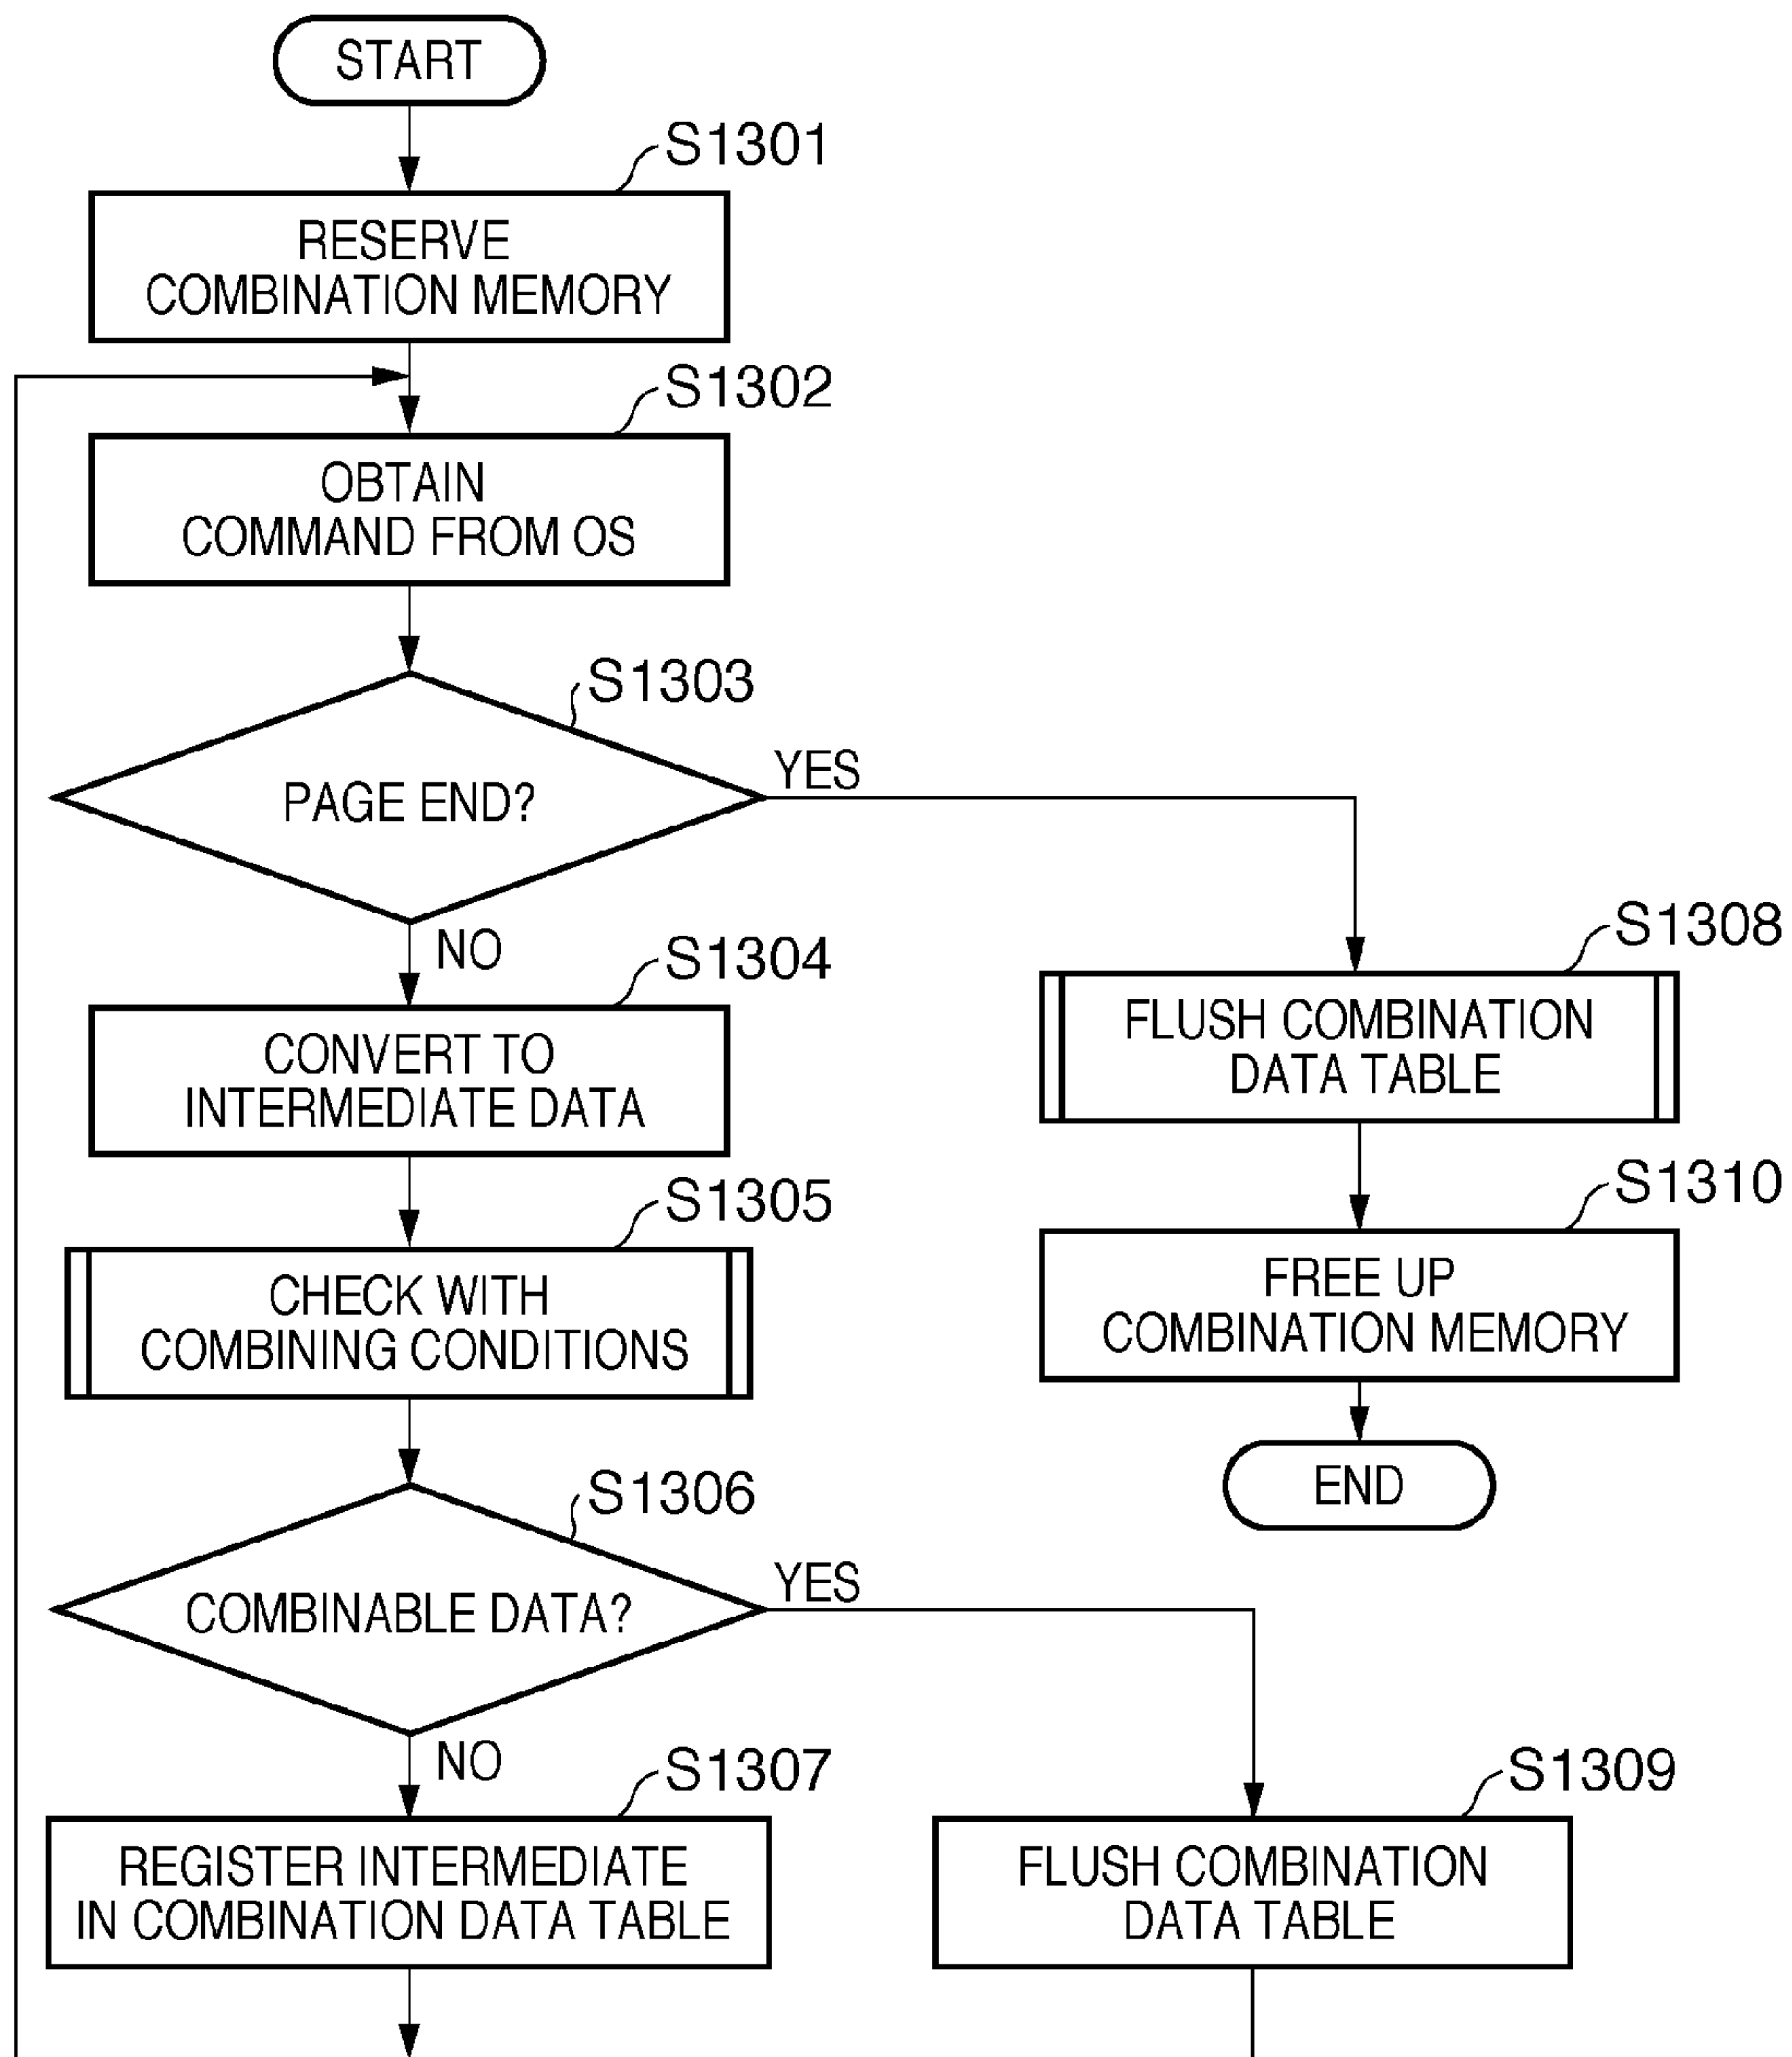 START
S1301
RESERVE
COMBINATION MEMORY
S1302
OBTAIN
COMMAND FROM OS
S1303
PAGE END?
YES
NO
S1304
CONVERT TO
INTERMEDIATE DATA
S1305
CHECK WITH
COMBINING CONDITIONS
S1306
COMBINABLE DATA?
YES
NO
S1307
REGISTER INTERMEDIATE
IN COMBINATION DATA TABLE
S1308
FLUSH COMBINATION
DATA TABLE
S1310
FREE UP
COMBINATION MEMORY
END
S1309
FLUSH COMBINATION
DATA TABLE